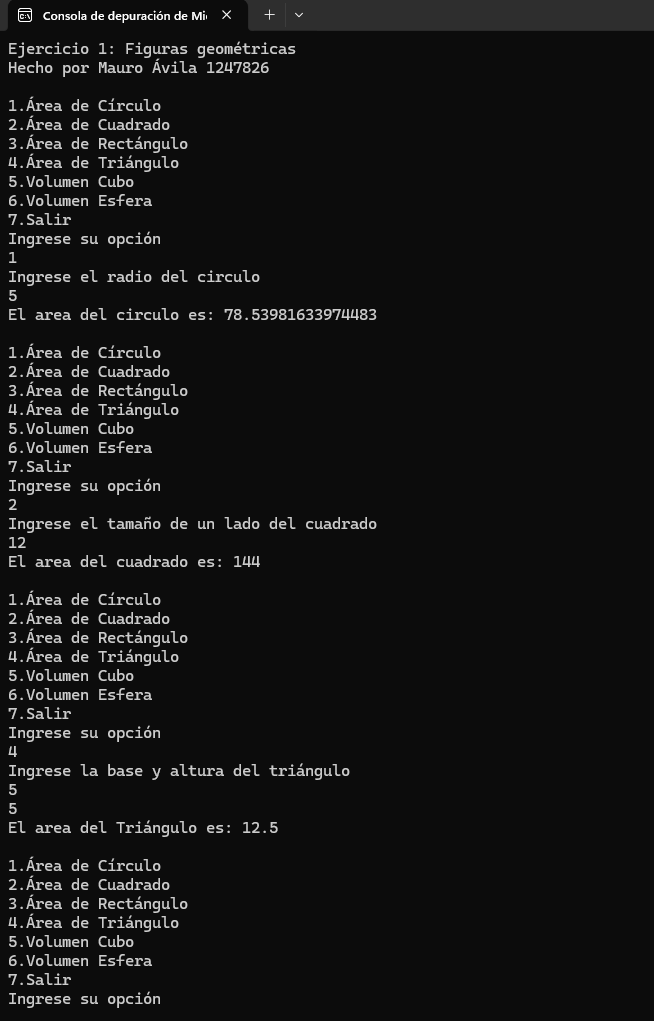 Consola de depuración de Mi
Ejercicio 1: Figuras geométricas
Hecho por Mauro Ávila 1247826
1.Área de Círculo
2.Área de Cuadrado
3.Área de Rectángulo
4.Área de Triángulo
5.Volumen Cubo
6.Volumen Esfera
7.Salir
Ingrese su opción
1
Ingrese el radio del circulo
5
El area del circulo es: 78.53981633974483
1.Área de Círculo
2.Área de Cuadrado
3.Área de Rectángulo
4.Área de Triángulo
5.Volumen Cubo
6.Volumen Esfera
7.Salir
Ingrese su opción
2
Ingrese el tamaño de un lado del cuadrado
12
El area del cuadrado es: 144
1.Área de Círculo
2.Área de Cuadrado
3.Área de Rectángulo
4.Área de Triángulo
5.Volumen Cubo
6.Volumen Esfera
7.Salir
Ingrese su opción
4
Ingrese la base y altura del triángulo
5
5
El area del Triángulo es: 12.5
1.Área de Círculo
2.Área de Cuadrado
3.Área de Rectángulo
4.Área de Triángulo
5.Volumen Cubo
6.Volumen Esfera
7.Salir
Ingrese su opción